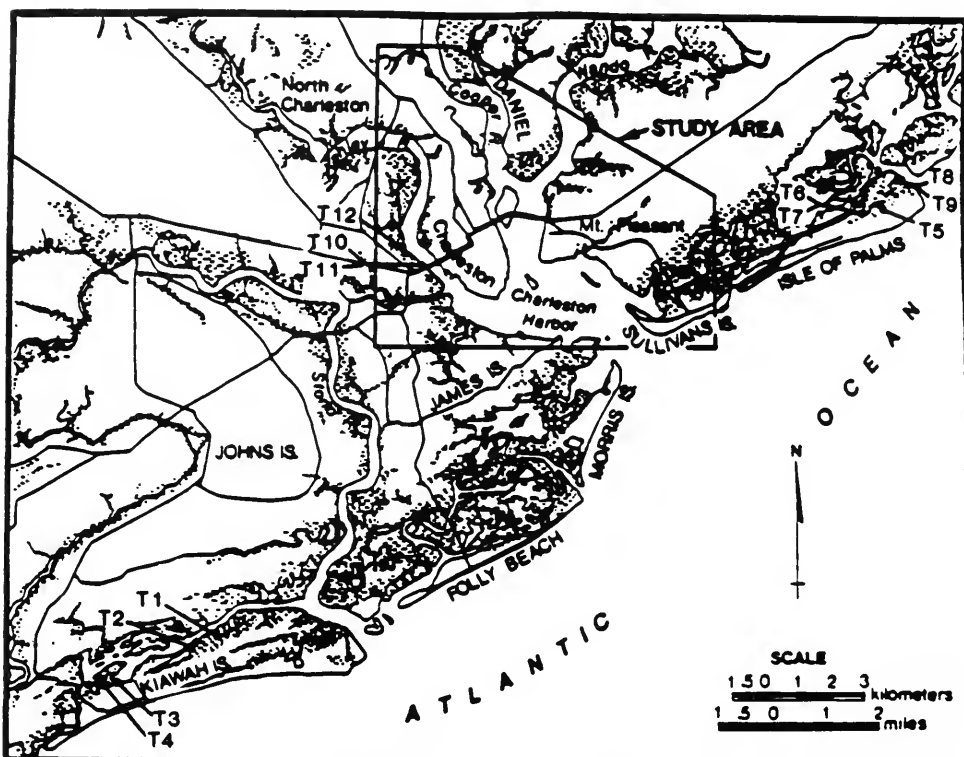 North
Charleston
Cooper R.
DANIEL
Wando
STUDY AREA
T6
T7
T8
T9
T5
T12
T10
T11
Mt. Pleasant
Charleston
Harbor
ISLE OF PALMS
SULLIVANS IS.
Stono
JAMES IS.
MORRIS IS.
JOHNS IS.
FOLLY BEACH
ATLANTIC
OCEAN
N
T1
T2
KIAWAH IS.
T3
T4
SCALE
1 .5 0 1 2 3
kilometers
1 .5 0 1 2
miles